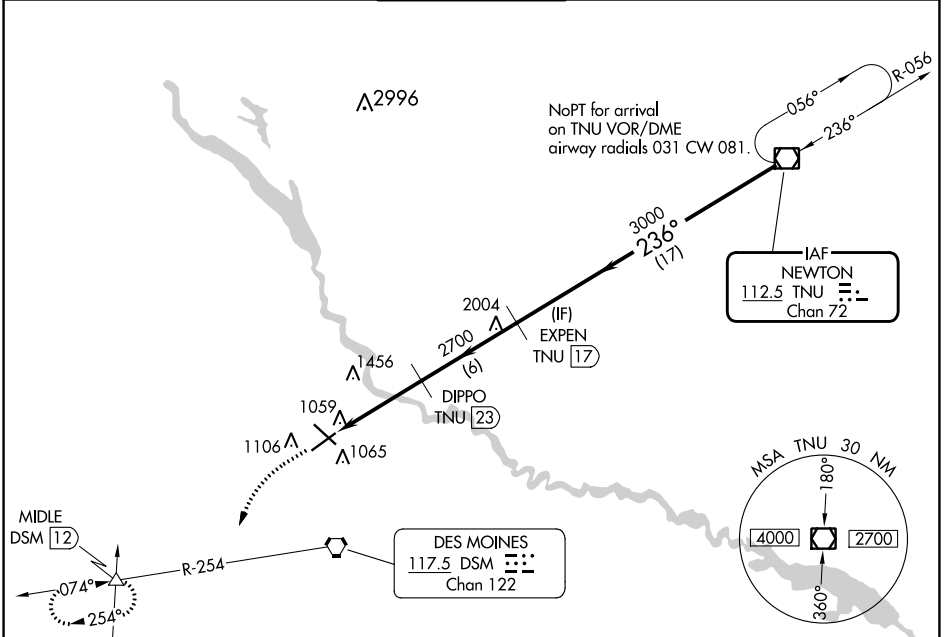 2996
NoPT for arrival
on TNU VOR/DME
airway radials 031 CW 081.
056°
R-056
236°
3000
236°
(17)
IAF
NEWTON
112.5 TNU
Chan 72
2004
(IF)
EXPEN
TNU 17
2700
(6)
1456
DIPPO
TNU 23
1059
1106
1065
MIDLE
DSM 12
R-254
074°
254°
DES MOINES
117.5 DSM
Chan 122
MSA TNU 30 NM
180°
4000
2700
360°